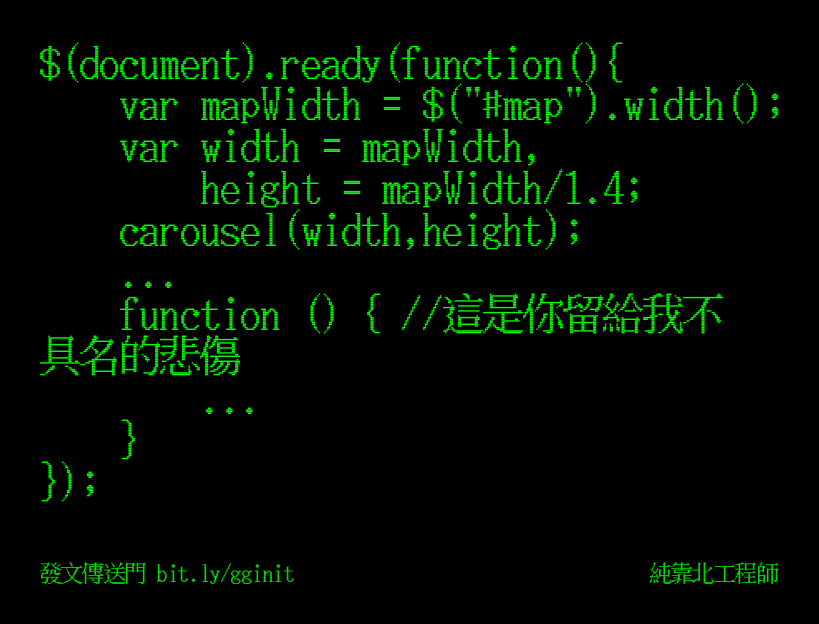 $(document).ready(function(){
    var mapWidth = $("#map").width();
    var width = mapWidth,
        height = mapWidth/1.4;
    carousel(width,height);
    ...
    function () { //這是你留給我不
具名的悲傷
        ...
    }
});
發文傳送門 bit.ly/gginit
純靠北工程師